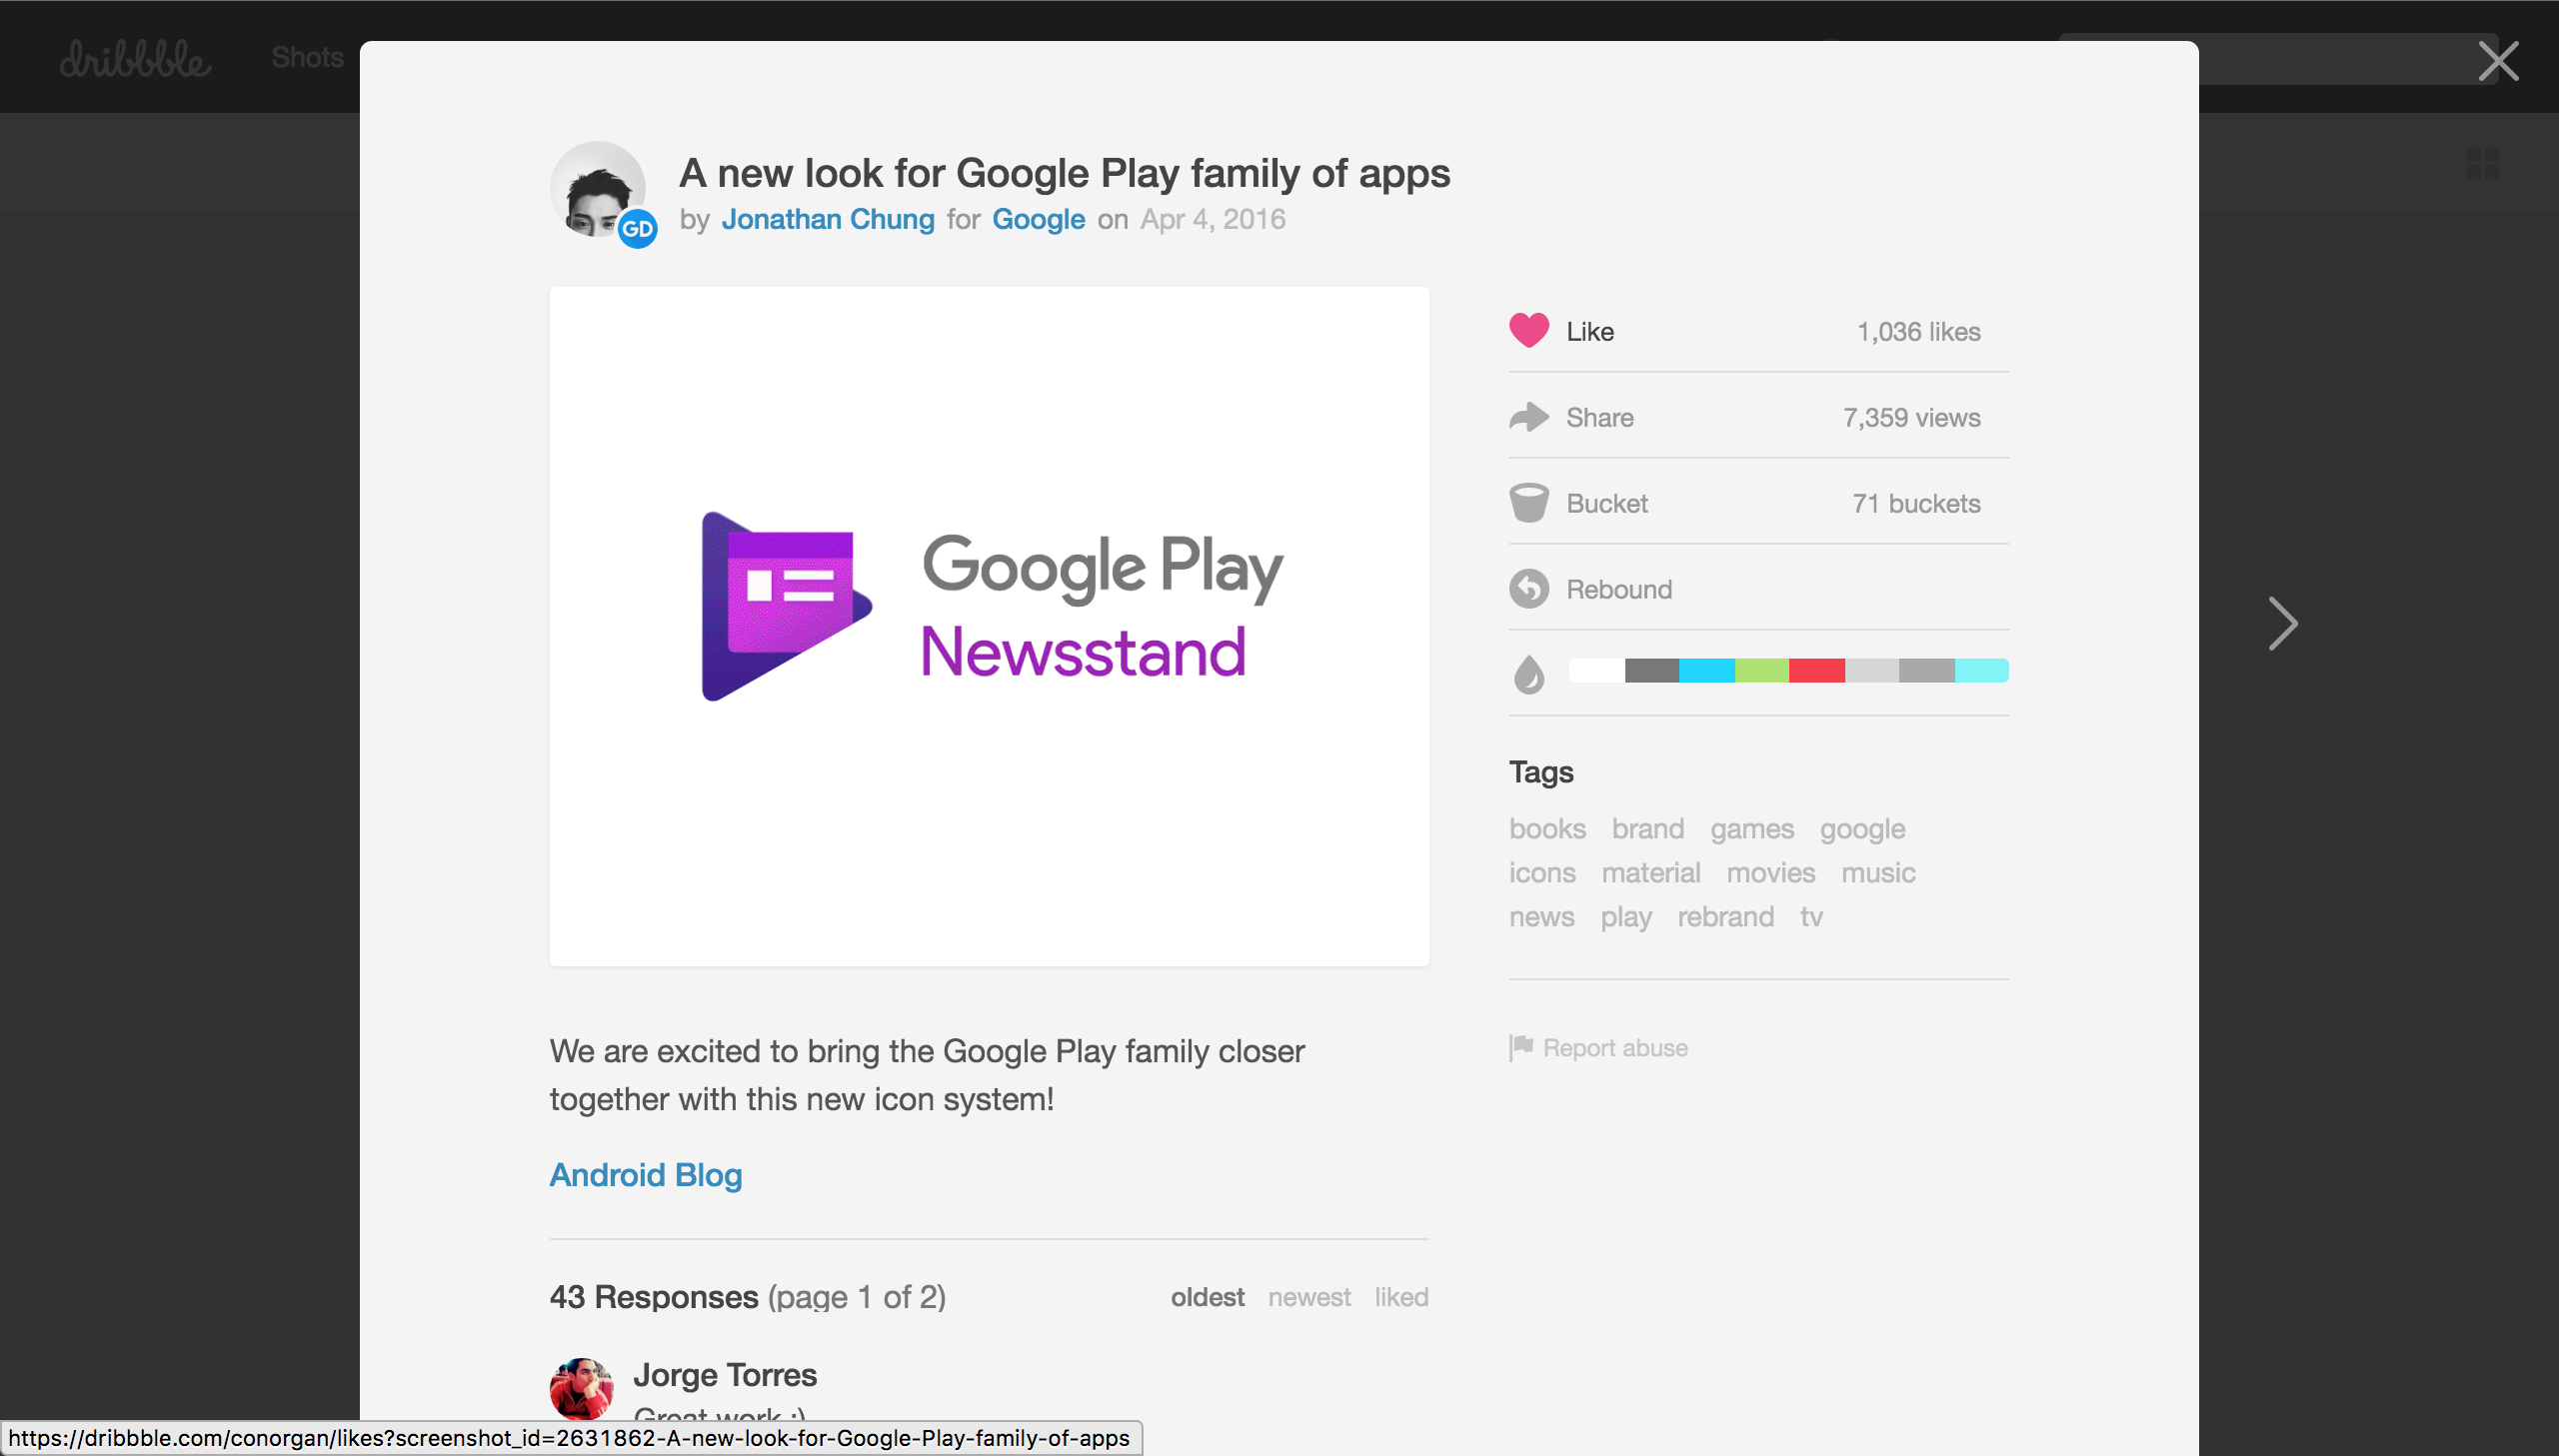 dribbble
Shots
A new look for Google Play family of apps
GD
by Jonathan Chung for Google on Apr 4, 2016
Google Play
Newsstand
Like 1,036 likes
Share 7,359 views
Bucket 71 buckets
Rebound
Tags
books brand games google
icons material movies music
news play rebrand tv
Report abuse
We are excited to bring the Google Play family closer
together with this new icon system!
Android Blog
43 Responses (page 1 of 2) oldest newest liked
Jorge Torres
Great work :)
https://dribbble.com/conorgan/likes?screenshot_id=2631862-A-new-look-for-Google-Play-family-of-apps